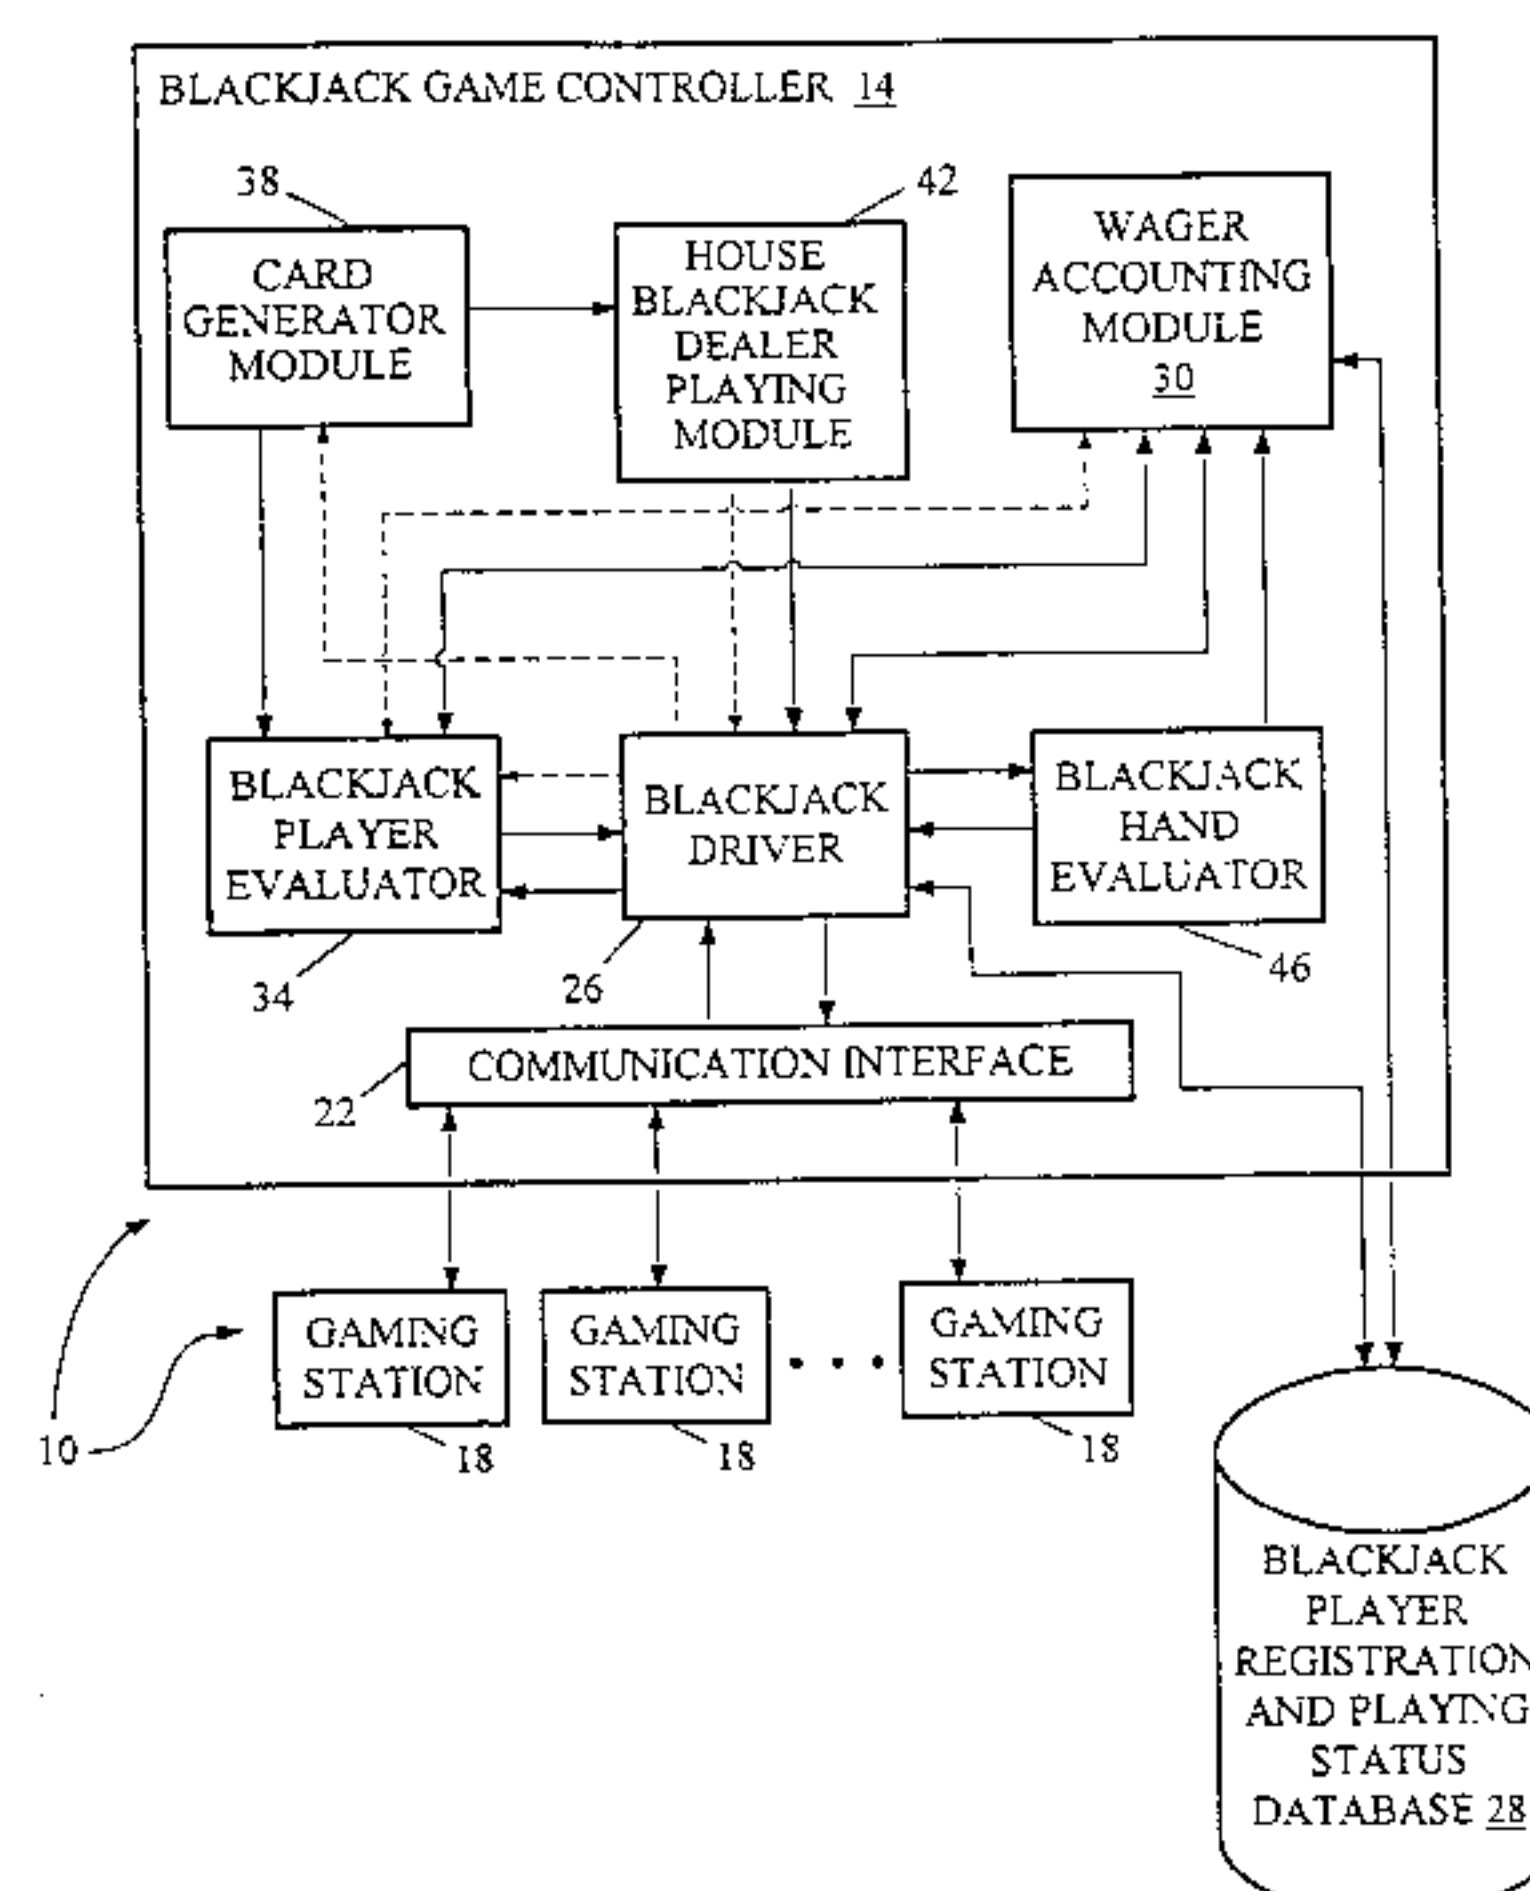 BLACKJACK GAME CONTROLLER 14
38
42
CARD
GENERATOR
MODULE
HOUSE
BLACKJACK
DEALER
PLAYING
MODULE
WAGER
ACCOUNTING
MODULE
30
BLACKJACK
PLAYER
EVALUATOR
BLACKJACK
DRIVER
BLACKJACK
HAND
EVALUATOR
34
26
46
COMMUNICATION INTERFACE
22
GAMING
STATION
GAMING
STATION
GAMING
STATION
10
18
18
18
BLACKJACK
PLAYER
REGISTRATION
AND PLAYING
STATUS
DATABASE 28